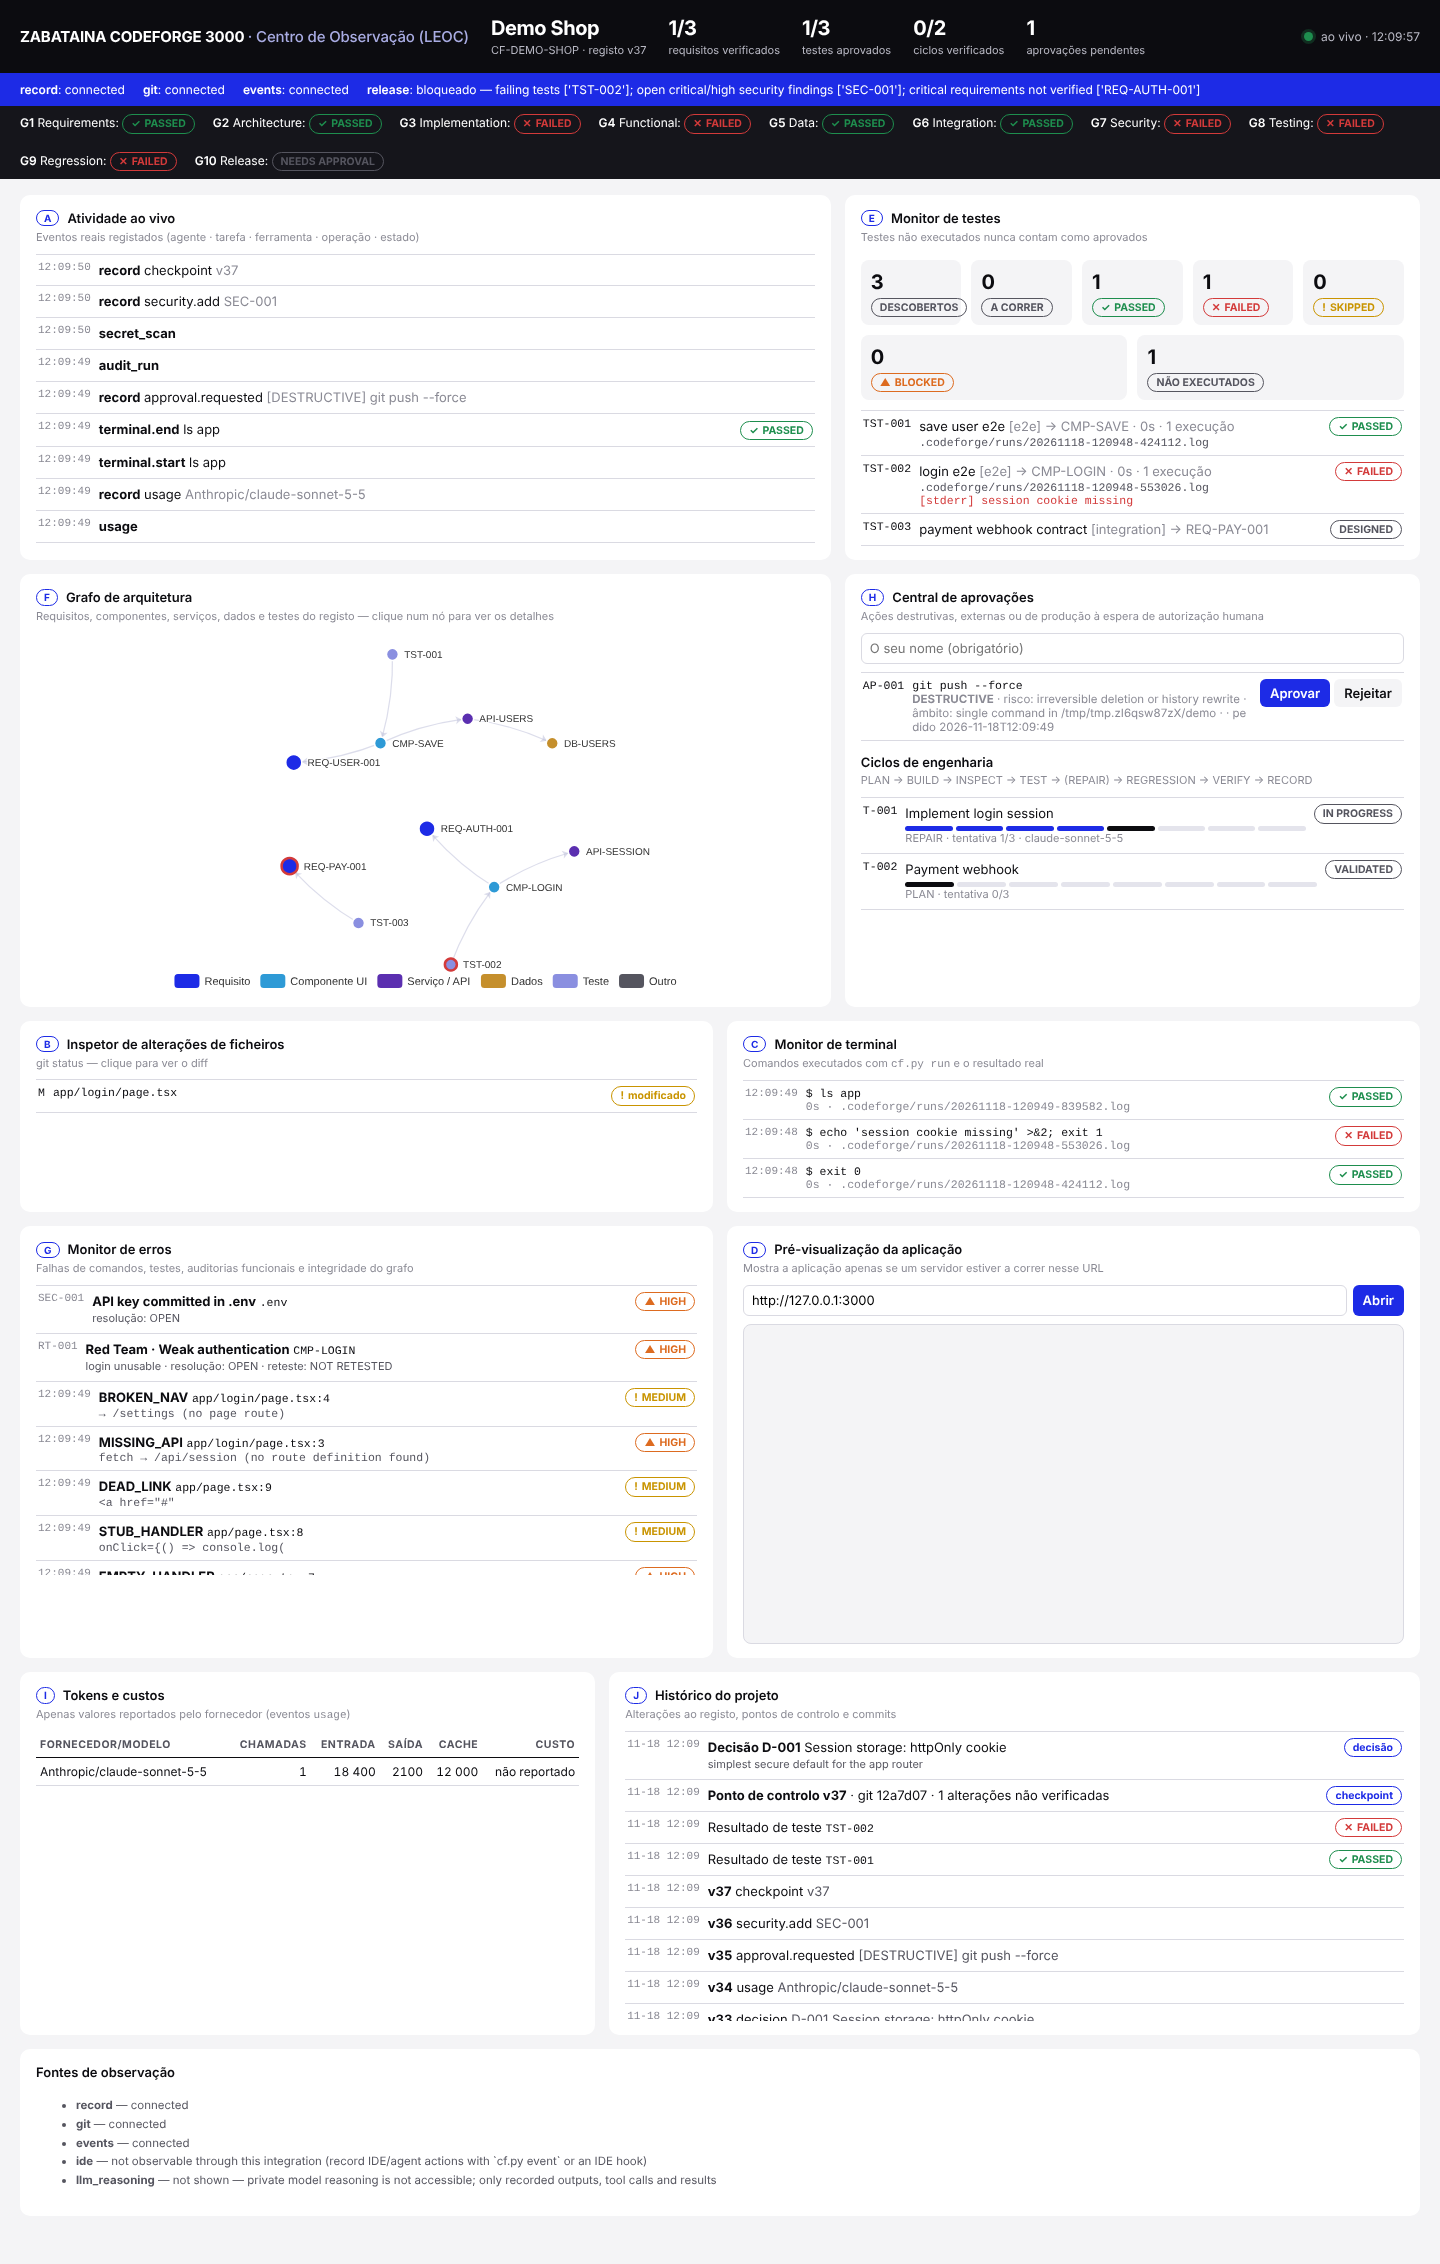 ZABATAINA CODEFORGE 3000 · Centro de Observação (LEOC)
Demo Shop
CF-DEMO-SHOP · registo v37
1/3
requisitos verificados
1/3
testes aprovados
0/2
ciclos verificados
1
aprovações pendentes
ao vivo · 12:09:57
record: connected git: connected events: connected release: bloqueado — failing tests ['TST-002']; open critical/high security findings ['SEC-001']; critical requirements not verified ['REQ-AUTH-001']
G1 Requirements: ✓ PASSED G2 Architecture: ✓ PASSED G3 Implementation: ✕ FAILED G4 Functional: ✕ FAILED G5 Data: ✓ PASSED G6 Integration: ✓ PASSED G7 Security: ✕ FAILED G8 Testing: ✕ FAILED
G9 Regression: ✕ FAILED G10 Release: NEEDS APPROVAL
A Atividade ao vivo
Eventos reais registados (agente · tarefa · ferramenta · operação · estado)
12:09:50 record checkpoint v37
12:09:50 record security.add SEC-001
12:09:50 secret_scan
12:09:49 audit_run
12:09:49 record approval.requested [DESTRUCTIVE] git push --force
12:09:49 terminal.end ls app ✓ PASSED
12:09:49 terminal.start ls app
12:09:49 record usage Anthropic/claude-sonnet-5-5
12:09:49 usage
E Monitor de testes
Testes não executados nunca contam como aprovados
3
DESCOBERTOS
0
A CORRER
1
✓ PASSED
1
✕ FAILED
0
! SKIPPED
0
▲ BLOCKED
1
NÃO EXECUTADOS
TST-001 save user e2e [e2e] → CMP-SAVE · 0s · 1 execução ✓ PASSED
.codeforge/runs/20261118-120948-424112.log
TST-002 login e2e [e2e] → CMP-LOGIN · 0s · 1 execução ✕ FAILED
.codeforge/runs/20261118-120948-553026.log
[stderr] session cookie missing
TST-003 payment webhook contract [integration] → REQ-PAY-001 DESIGNED
F Grafo de arquitetura
Requisitos, componentes, serviços, dados e testes do registo — clique num nó para ver os detalhes
TST-001
API-USERS
CMP-SAVE
DB-USERS
REQ-USER-001
REQ-AUTH-001
API-SESSION
REQ-PAY-001
CMP-LOGIN
TST-003
TST-002
Requisito Componente UI Serviço / API Dados Teste Outro
H Central de aprovações
Ações destrutivas, externas ou de produção à espera de autorização humana
O seu nome (obrigatório)
AP-001 git push --force Aprovar Rejeitar
DESTRUCTIVE · risco: irreversible deletion or history rewrite ·
âmbito: single command in /tmp/tmp.zl6qsw87zX/demo · · pe
dido 2026-11-18T12:09:49
Ciclos de engenharia
PLAN → BUILD → INSPECT → TEST → (REPAIR) → REGRESSION → VERIFY → RECORD
T-001 Implement login session IN PROGRESS
REPAIR · tentativa 1/3 · claude-sonnet-5-5
T-002 Payment webhook VALIDATED
PLAN · tentativa 0/3
B Inspetor de alterações de ficheiros
git status — clique para ver o diff
M app/login/page.tsx ! modificado
C Monitor de terminal
Comandos executados com cf.py run e o resultado real
12:09:49 $ ls app ✓ PASSED
0s · .codeforge/runs/20261118-120949-839582.log
12:09:48 $ echo 'session cookie missing' >&2; exit 1 ✕ FAILED
0s · .codeforge/runs/20261118-120948-553026.log
12:09:48 $ exit 0 ✓ PASSED
0s · .codeforge/runs/20261118-120948-424112.log
G Monitor de erros
Falhas de comandos, testes, auditorias funcionais e integridade do grafo
SEC-001 API key committed in .env .env ▲ HIGH
resolução: OPEN
RT-001 Red Team · Weak authentication CMP-LOGIN ▲ HIGH
login unusable · resolução: OPEN · reteste: NOT RETESTED
12:09:49 BROKEN_NAV app/login/page.tsx:4 ! MEDIUM
→ /settings (no page route)
12:09:49 MISSING_API app/login/page.tsx:3 ▲ HIGH
fetch → /api/session (no route definition found)
12:09:49 DEAD_LINK app/page.tsx:9 ! MEDIUM
<a href="#"
12:09:49 STUB_HANDLER app/page.tsx:8 ! MEDIUM
onClick={() => console.log(
12:09:49 EMPTY_HANDLER ▲ HIGH
D Pré-visualização da aplicação
Mostra a aplicação apenas se um servidor estiver a correr nesse URL
http://127.0.0.1:3000 Abrir
I Tokens e custos
Apenas valores reportados pelo fornecedor (eventos usage)
FORNECEDOR/MODELO CHAMADAS ENTRADA SAÍDA CACHE CUSTO
Anthropic/claude-sonnet-5-5 1 18 400 2100 12 000 não reportado
J Histórico do projeto
Alterações ao registo, pontos de controlo e commits
11-18 12:09 Decisão D-001 Session storage: httpOnly cookie decisão
simplest secure default for the app router
11-18 12:09 Ponto de controlo v37 · git 12a7d07 · 1 alterações não verificadas checkpoint
11-18 12:09 Resultado de teste TST-002 ✕ FAILED
11-18 12:09 Resultado de teste TST-001 ✓ PASSED
11-18 12:09 v37 checkpoint v37
11-18 12:09 v36 security.add SEC-001
11-18 12:09 v35 approval.requested [DESTRUCTIVE] git push --force
11-18 12:09 v34 usage Anthropic/claude-sonnet-5-5
11-18 12:09 v33 decision D-001 Session storage: httpOnly cookie
Fontes de observação
• record — connected
• git — connected
• events — connected
• ide — not observable through this integration (record IDE/agent actions with `cf.py event` or an IDE hook)
• llm_reasoning — not shown — private model reasoning is not accessible; only recorded outputs, tool calls and results